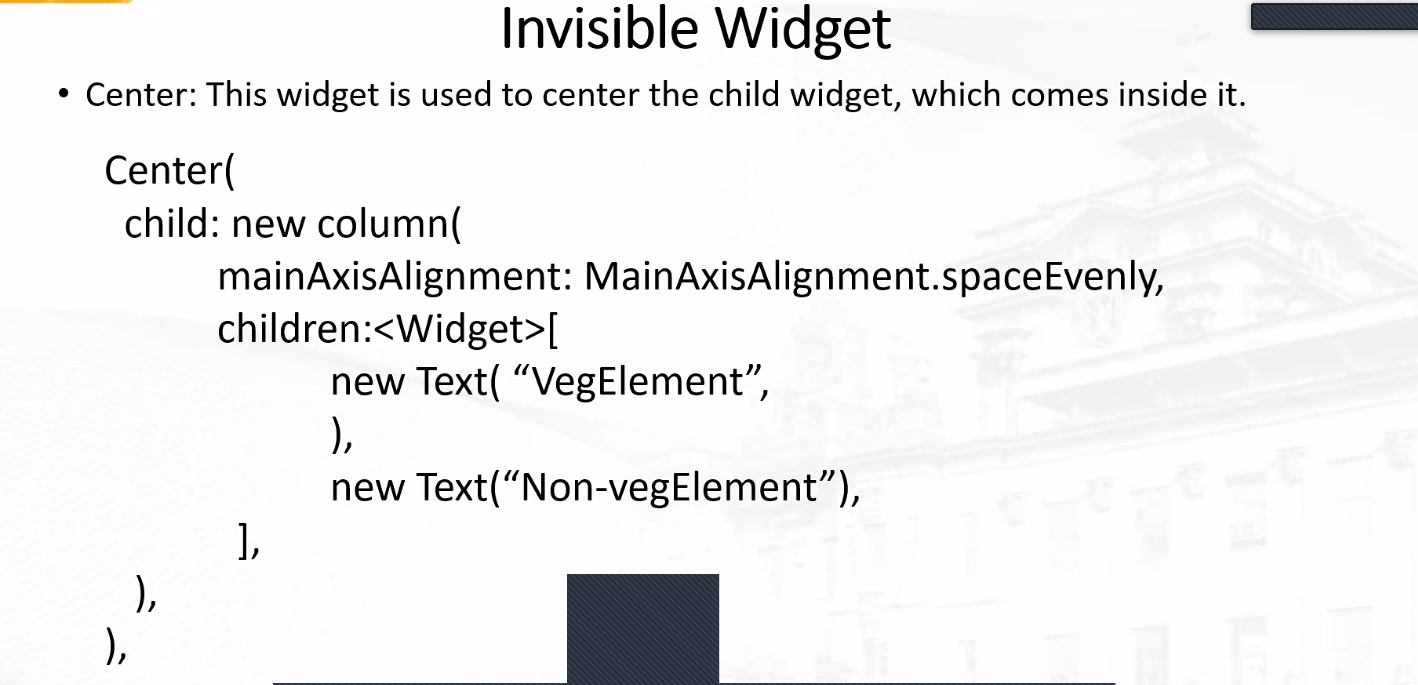 Invisible Widget
• Center: This widget is used to center the child widget, which comes inside it.
Center(
child: new column(
mainAxisAlignment: MainAxisAlignment.spaceEvenly,
children:<Widget>[
new Text( “VegElement”,
),
new Text(“Non-vegElement”),
],
),
),